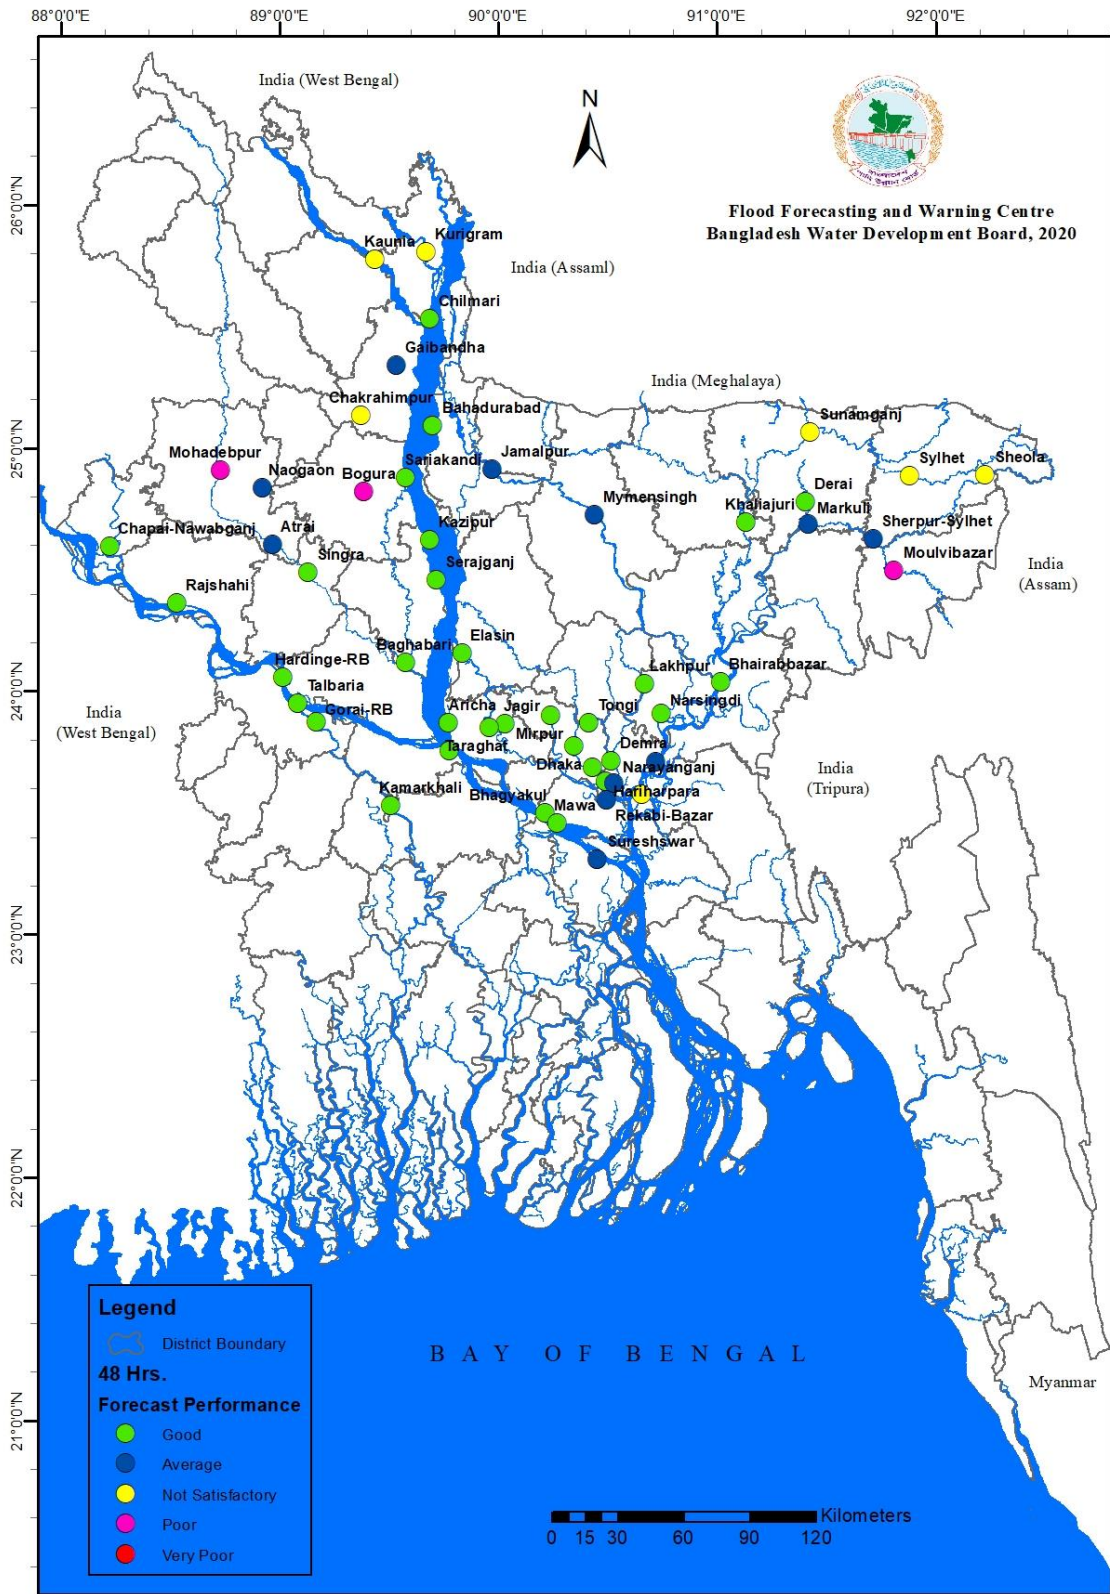 88°0'0"E
89°0'0"E
90°0'0"E
91°0'0"E
92°0'0"E
India (West Bengal)
N
26°0'0"N
Flood Forecasting and Warning Centre
Bangladesh Water Development Board, 2020
Kaunia
Kurigram
India (Assaml)
Chilmari
Gaibandha
India (Meghalaya)
Chakrahimpur
Bahadurabad
Sunamganj
25°0'0"N
Mohadebpur
Naogaon
Bogura
Sariakandi
Jamalpur
Sylhet
Sheola
Derai
Mymensingh
Khaliajuri
Markuli
Sherpur-Sylhet
Chapai-Nawabganj
Atrai
Kazipur
Singra
Serajganj
Moulvibazar
India
(Assam)
Rajshahi
Baghabari
Elasin
Hardinge-RB
Lakhpur
Bhairabbazar
24°0'0"N
Talbaria
Gorai-RB
Aricha
Jagir
Tongi
Narsingdi
India
(West Bengal)
Mirpur
Taraghat
Demra
Dhaka
Narayanganj
India
(Tripura)
Kamarkhali
Bhagyakul
Mawa
Hariharpara
Rekabi-Bazar
Sureshswar
23°0'0"N
22°0'0"N
Legend
District Boundary
48 Hrs.
Forecast Performance
Good
Average
Not Satisfactory
Poor
Very Poor
BAY OF BENGAL
Myanmar
21°0'0"N
Kilometers
0 15 30 60 90 120